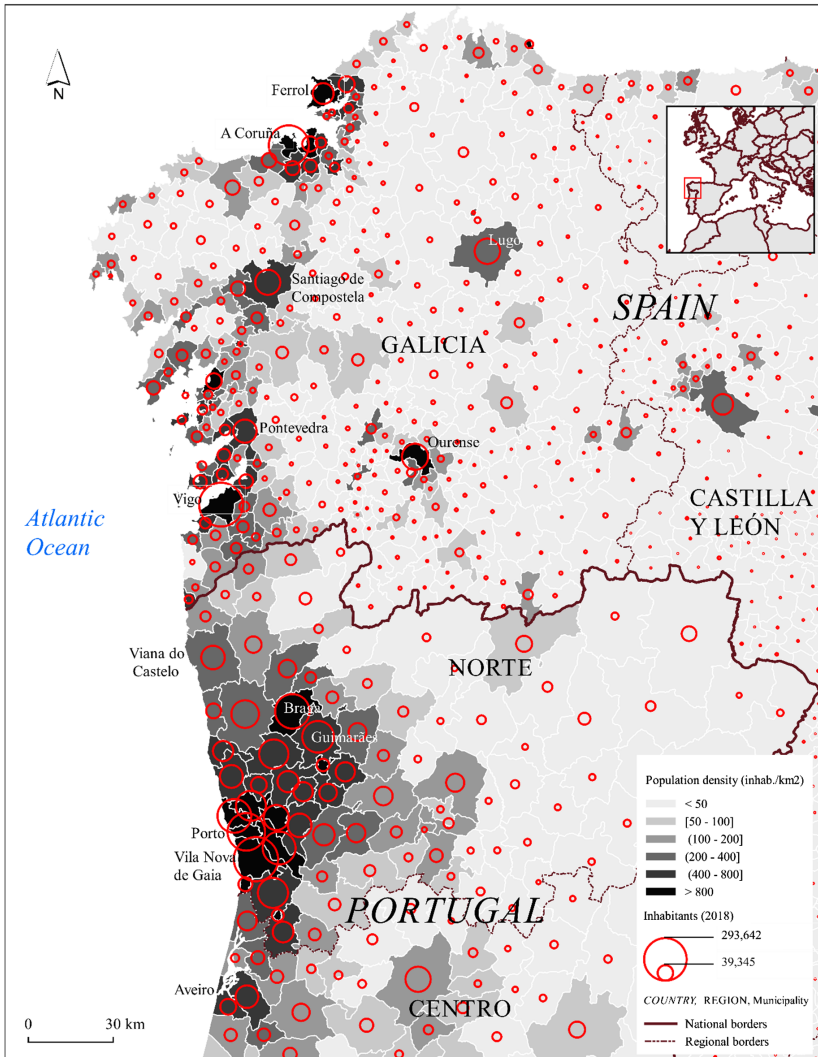 N
Ferrol
A Coruña
Lugo
Santiago de
Compostela
SPAIN
GALICIA
Pontevedra
Ourense
Vigo
CASTILLA
Y LEÓN
Atlantic
Ocean
Viana do
Castelo
NORTE
Braga
Guimarães
Porto
Vila Nova
de Gaia
PORTUGAL
Aveiro
CENTRO
0 30 km
Population density (inhab./km2)
< 50
[50 - 100]
(100 - 200]
(200 - 400]
(400 - 800]
> 800
Inhabitants (2018)
293,642
39,345
COUNTRY, REGION, Municipality
National borders
Regional borders